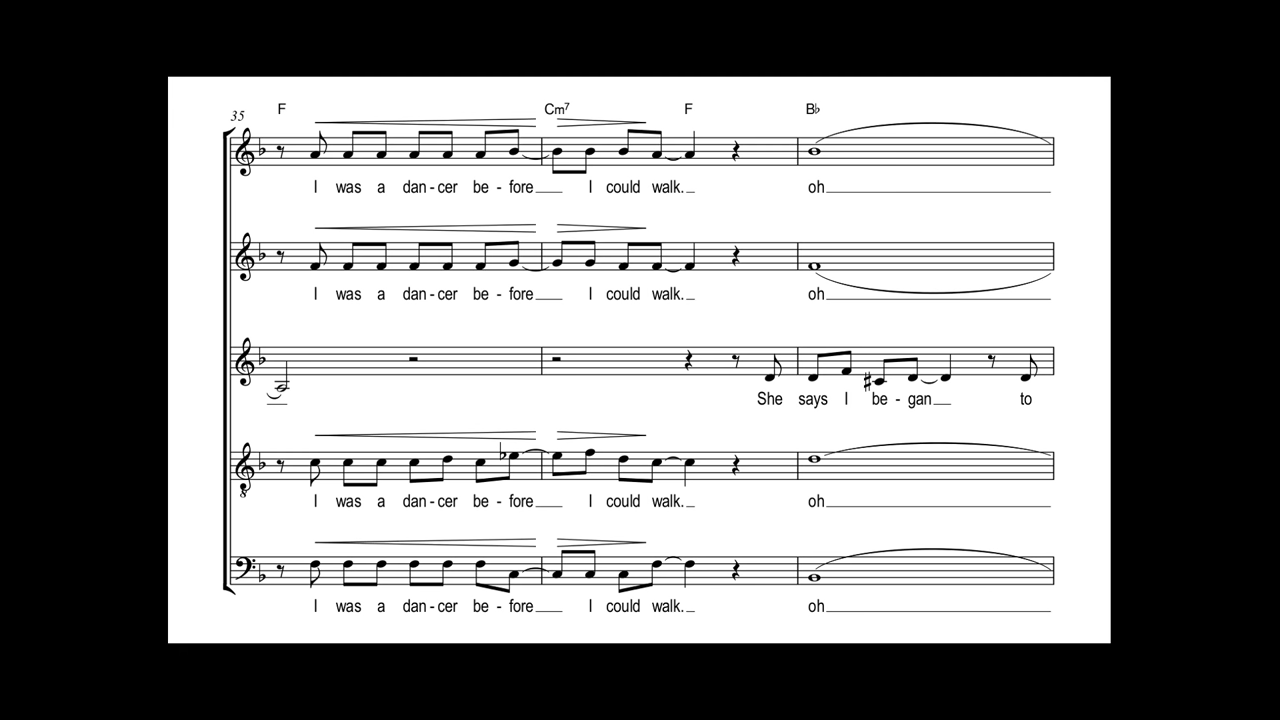 F Cm7 F B♭
35
I was a dan - cer be - fore I could walk. oh
I was a dan - cer be - fore I could walk. oh
She says I be - gan to
8
I was a dan - cer be - fore I could walk. oh
I was a dan - cer be - fore I could walk. oh